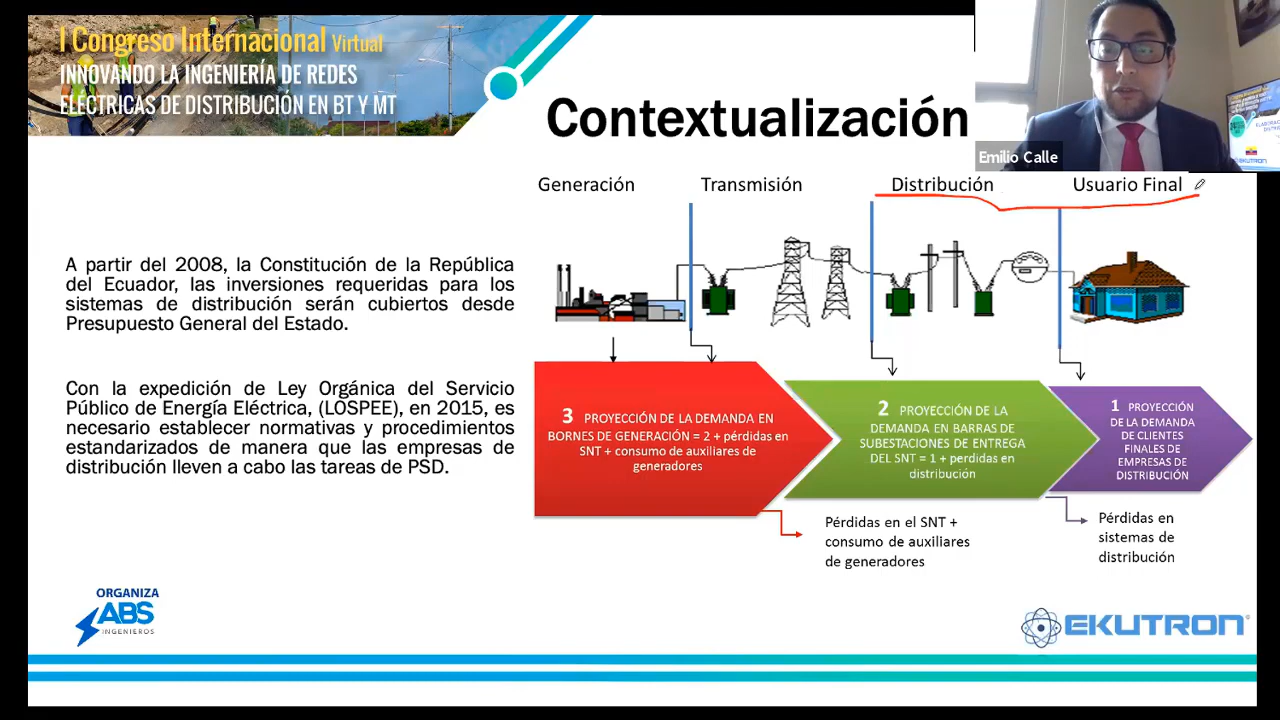 I Congreso Internacional Virtual
INNOVANDO LA INGENIERÍA DE REDES
ELÉCTRICAS DE DISTRIBUCIÓN EN BT Y MT
Contextualización
Emilio Calle
Generación
Transmisión
Distribución
Usuario Final
A partir del 2008, la Constitución de la República
del Ecuador, las inversiones requeridas para los
sistemas de distribución serán cubiertos desde
Presupuesto General del Estado.
Con la expedición de Ley Orgánica del Servicio
Público de Energía Eléctrica, (LOSPEE), en 2015, es
necesario establecer normativas y procedimientos
estandarizados de manera que las empresas de
distribución lleven a cabo las tareas de PSD.
3 PROYECCIÓN DE LA DEMANDA EN
BORNES DE GENERACIÓN = 2 + pérdidas en
SNT + consumo de auxiliares de
generadores
2 PROYECCIÓN DE LA
DEMANDA EN BARRAS DE
SUBESTACIONES DE ENTREGA
DEL SNT = 1 + perdidas en
distribución
1 PROYECCIÓN
DE LA DEMANDA
DE CLIENTES
FINALES DE
EMPRESAS DE
DISTRIBUCIÓN
Pérdidas en el SNT +
consumo de auxiliares
de generadores
Pérdidas en
sistemas de
distribución
ORGANIZA
ABS
INGENIEROS
EKUTRON